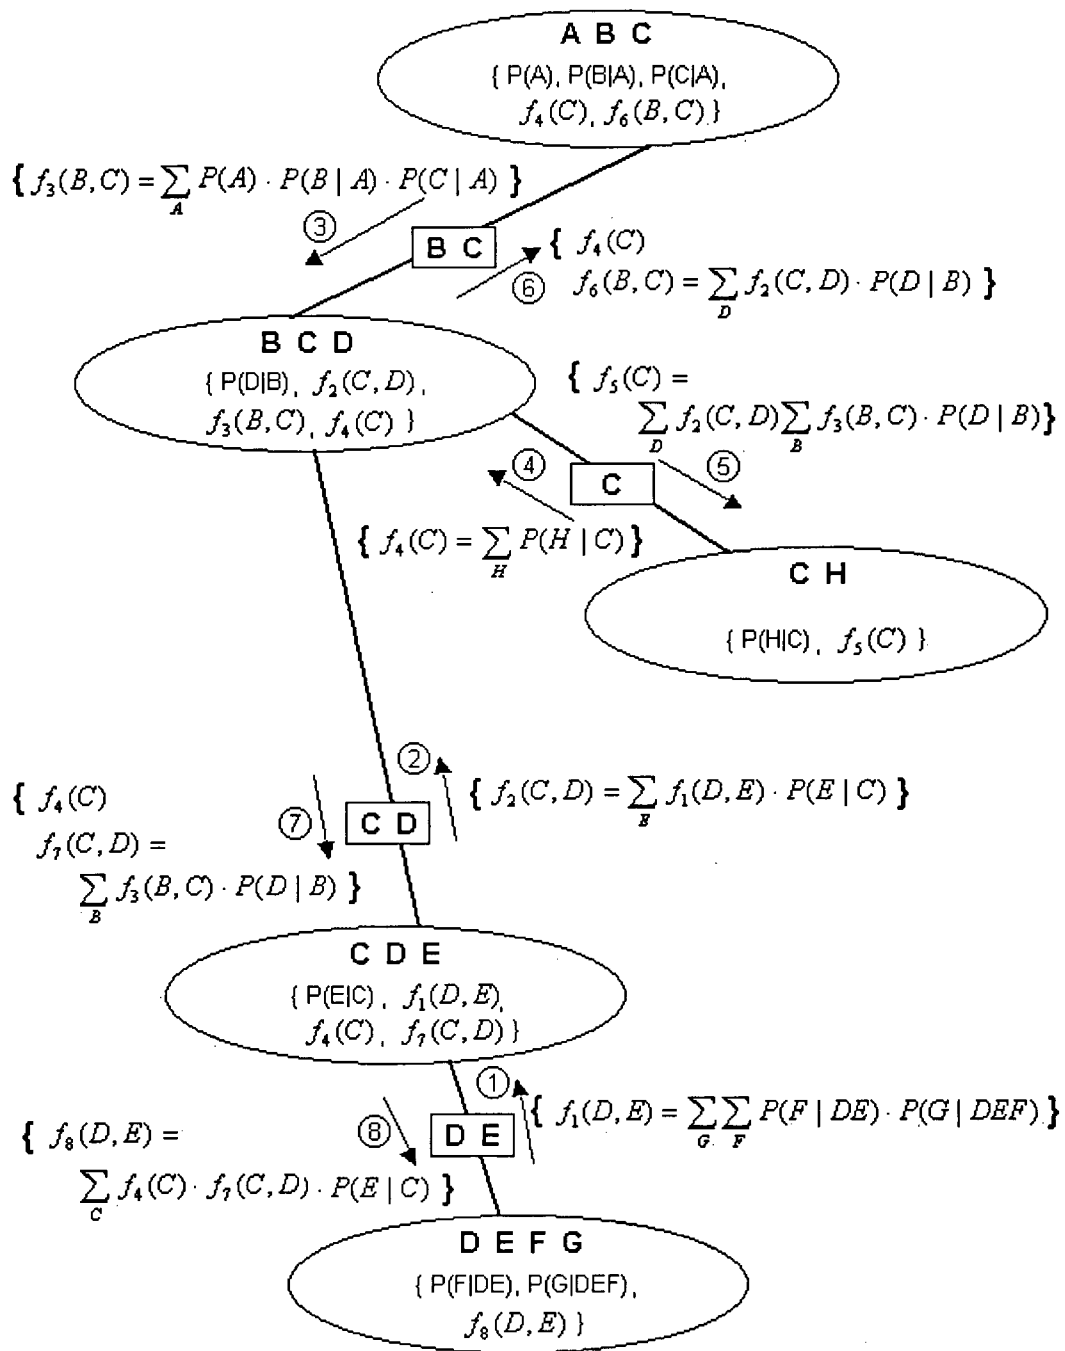 A B C
{ P(A), P(B|A), P(C|A),
f₄(C), f₆(B, C) }
{ f₃(B, C) = ∑_A P(A) · P(B | A) · P(C | A) }
③
B C
{ f₄(C)
⑥
f₆(B, C) = ∑_D f₂(C, D) · P(D | B) }
B C D
{ P(D|B), f₂(C, D),
f₃(B, C), f₄(C) }
{ f₅(C) =
∑_D f₂(C, D) ∑_B f₃(B, C) · P(D | B) }
④
⑤
C
{ f₄(C) = ∑_H P(H | C) }
C H
{ P(H|C), f₅(C) }
②
{ f₂(C, D) = ∑_E f₁(D, E) · P(E | C) }
{ f₄(C)
⑦
C D
f₇(C, D) =
∑_B f₃(B, C) · P(D | B) }
C D E
{ P(E|C), f₁(D, E),
f₄(C), f₇(C, D) }
①
{ f₁(D, E) = ∑_G ∑_F P(F | DE) · P(G | DEF) }
⑧
D E
{ f₈(D, E) =
∑_C f₄(C) · f₇(C, D) · P(E | C) }
D E F G
{ P(F|DE), P(G|DEF),
f₈(D, E) }